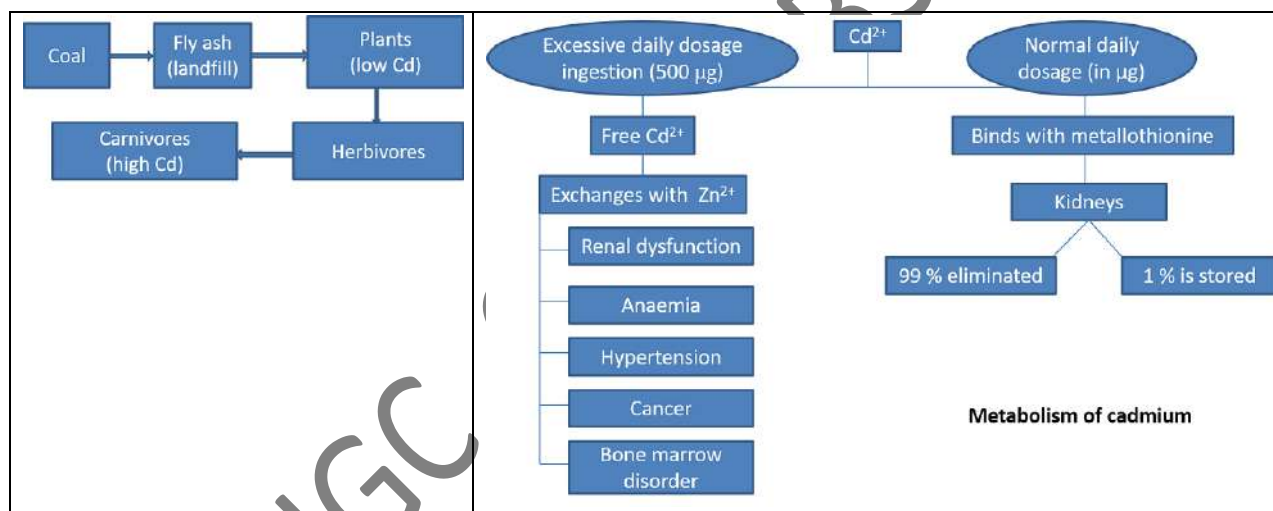 Coal
Fly ash
(landfill)
Plants
(low Cd)
Carnivores
(high Cd)
Herbivores
Cd²⁺
Excessive daily dosage
ingestion (500 µg)
Normal daily
dosage (in µg)
Free Cd²⁺
Binds with metallothionine
Exchanges with Zn²⁺
Kidneys
Renal dysfunction
99 % eliminated
1 % is stored
Anaemia
Hypertension
Cancer
Metabolism of cadmium
Bone marrow
disorder